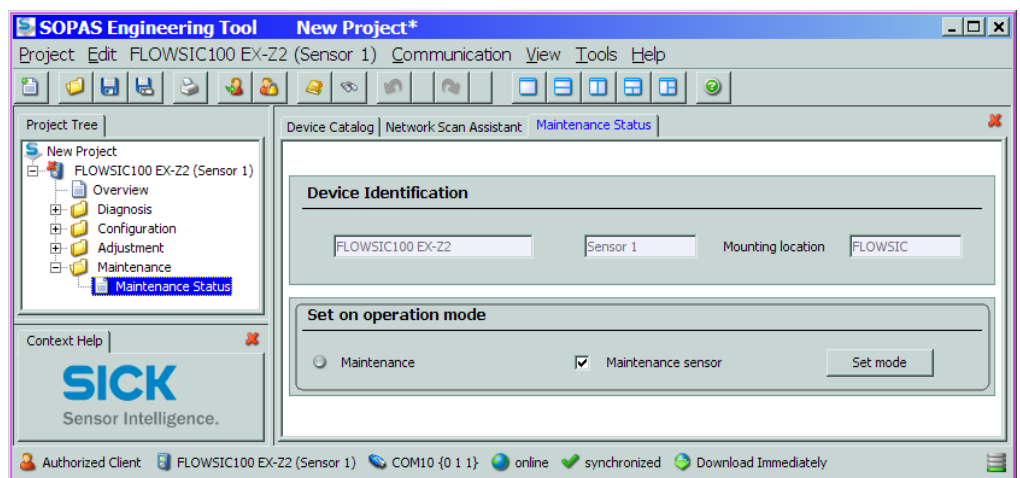 SOPAS Engineering Tool New Project*
Project Edit FLOWSIC100 EX-Z2 (Sensor 1) Communication View Tools Help
Project Tree
New Project
FLOWSIC100 EX-Z2 (Sensor 1)
Overview
Diagnosis
Configuration
Adjustment
Maintenance
Maintenance Status
Context Help
SICK
Sensor Intelligence.
Device Catalog Network Scan Assistant Maintenance Status
Device Identification
FLOWSIC100 EX-Z2 Sensor 1 Mounting location FLOWSIC
Set on operation mode
Maintenance Maintenance sensor Set mode
Authorized Client FLOWSIC100 EX-Z2 (Sensor 1) COM10 {0 1 1} online synchronized Download Immediately